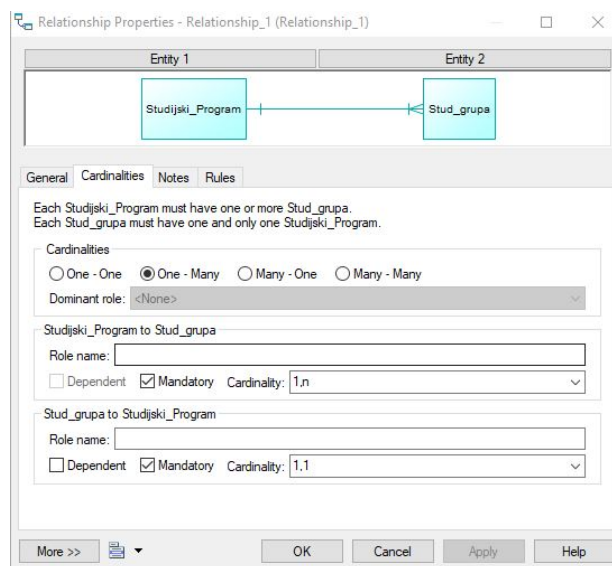 Relationship Properties - Relationship_1 (Relationship_1)
Entity 1 Entity 2
Studijski_Program Stud_grupa
General Cardinalities Notes Rules
Each Studijski_Program must have one or more Stud_grupa.
Each Stud_grupa must have one and only one Studijski_Program.
Cardinalities
One - One One - Many Many - One Many - Many
Dominant role: <None>
Studijski_Program to Stud_grupa
Role name:
Dependent Mandatory Cardinality: 1,n
Stud_grupa to Studijski_Program
Role name:
Dependent Mandatory Cardinality: 1,1
More >> OK Cancel Apply Help